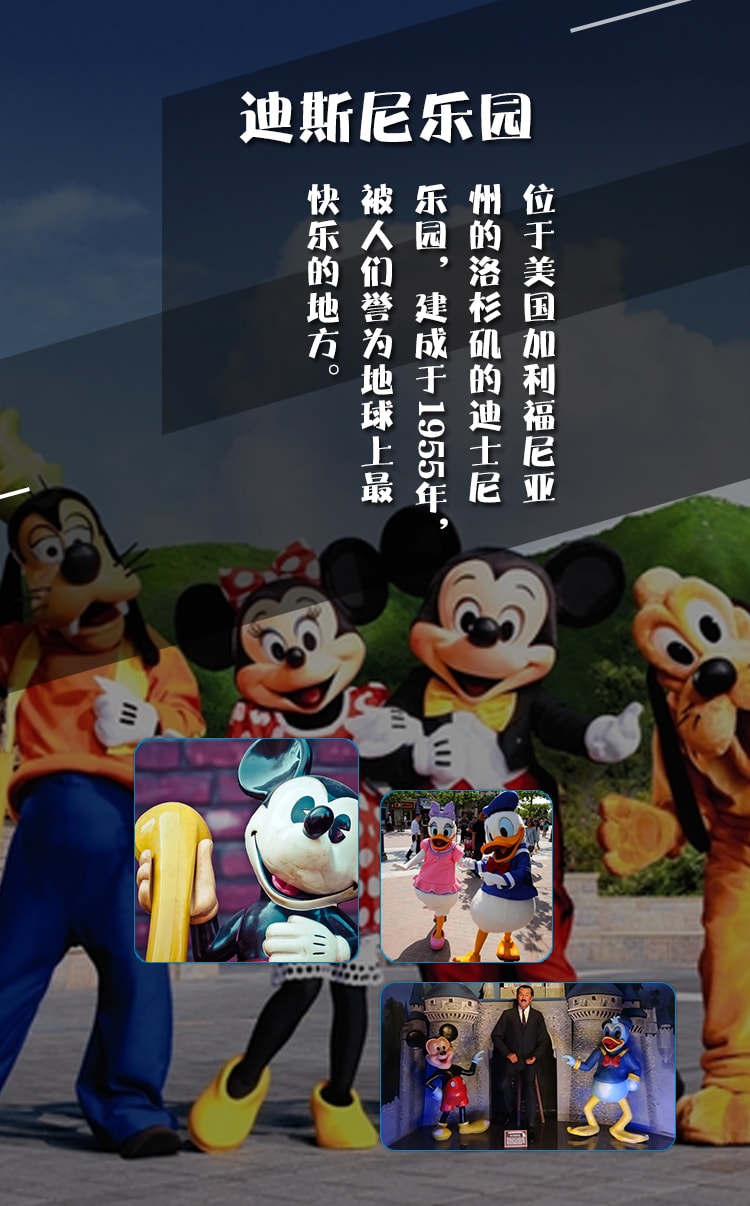 迪斯尼乐园
位于美国加利福尼亚
州的洛杉矶的迪士尼
乐园，建成于1955年，
被人们誉为地球上最
快乐的地方。